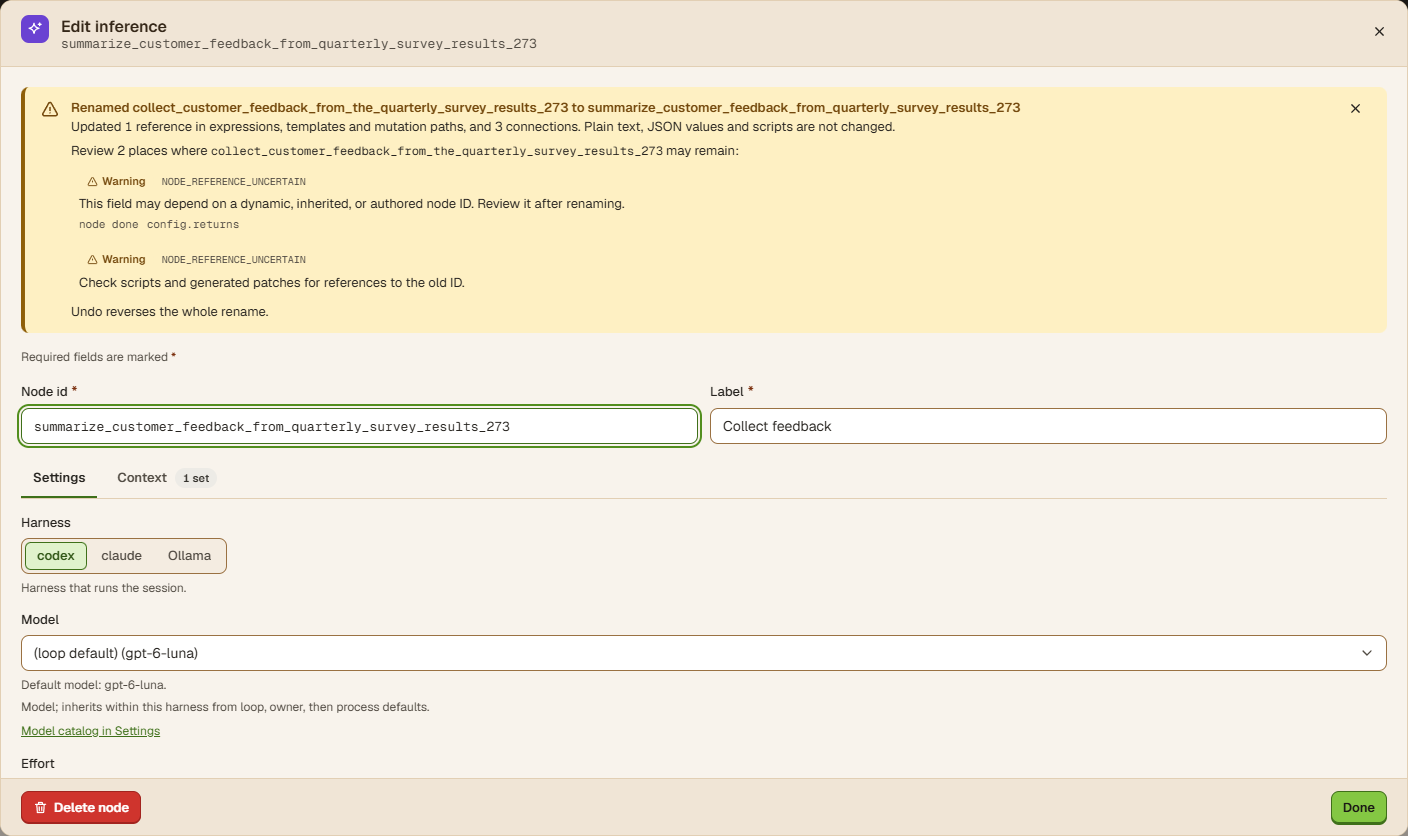 Edit inference
summarize_customer_feedback_from_quarterly_survey_results_273
Renamed collect_customer_feedback_from_the_quarterly_survey_results_273 to summarize_customer_feedback_from_quarterly_survey_results_273
Updated 1 reference in expressions, templates and mutation paths, and 3 connections. Plain text, JSON values and scripts are not changed.
Review 2 places where collect_customer_feedback_from_the_quarterly_survey_results_273 may remain:
Warning NODE_REFERENCE_UNCERTAIN
This field may depend on a dynamic, inherited, or authored node ID. Review it after renaming.
node done config.returns
Warning NODE_REFERENCE_UNCERTAIN
Check scripts and generated patches for references to the old ID.
Undo reverses the whole rename.
Required fields are marked *
Node id * Label *
summarize_customer_feedback_from_quarterly_survey_results_273 Collect feedback
Settings Context 1 set
Harness
codex claude Ollama
Harness that runs the session.
Model
(loop default) (gpt-6-luna)
Default model: gpt-6-luna.
Model; inherits within this harness from loop, owner, then process defaults.
Model catalog in Settings
Effort
Delete node Done